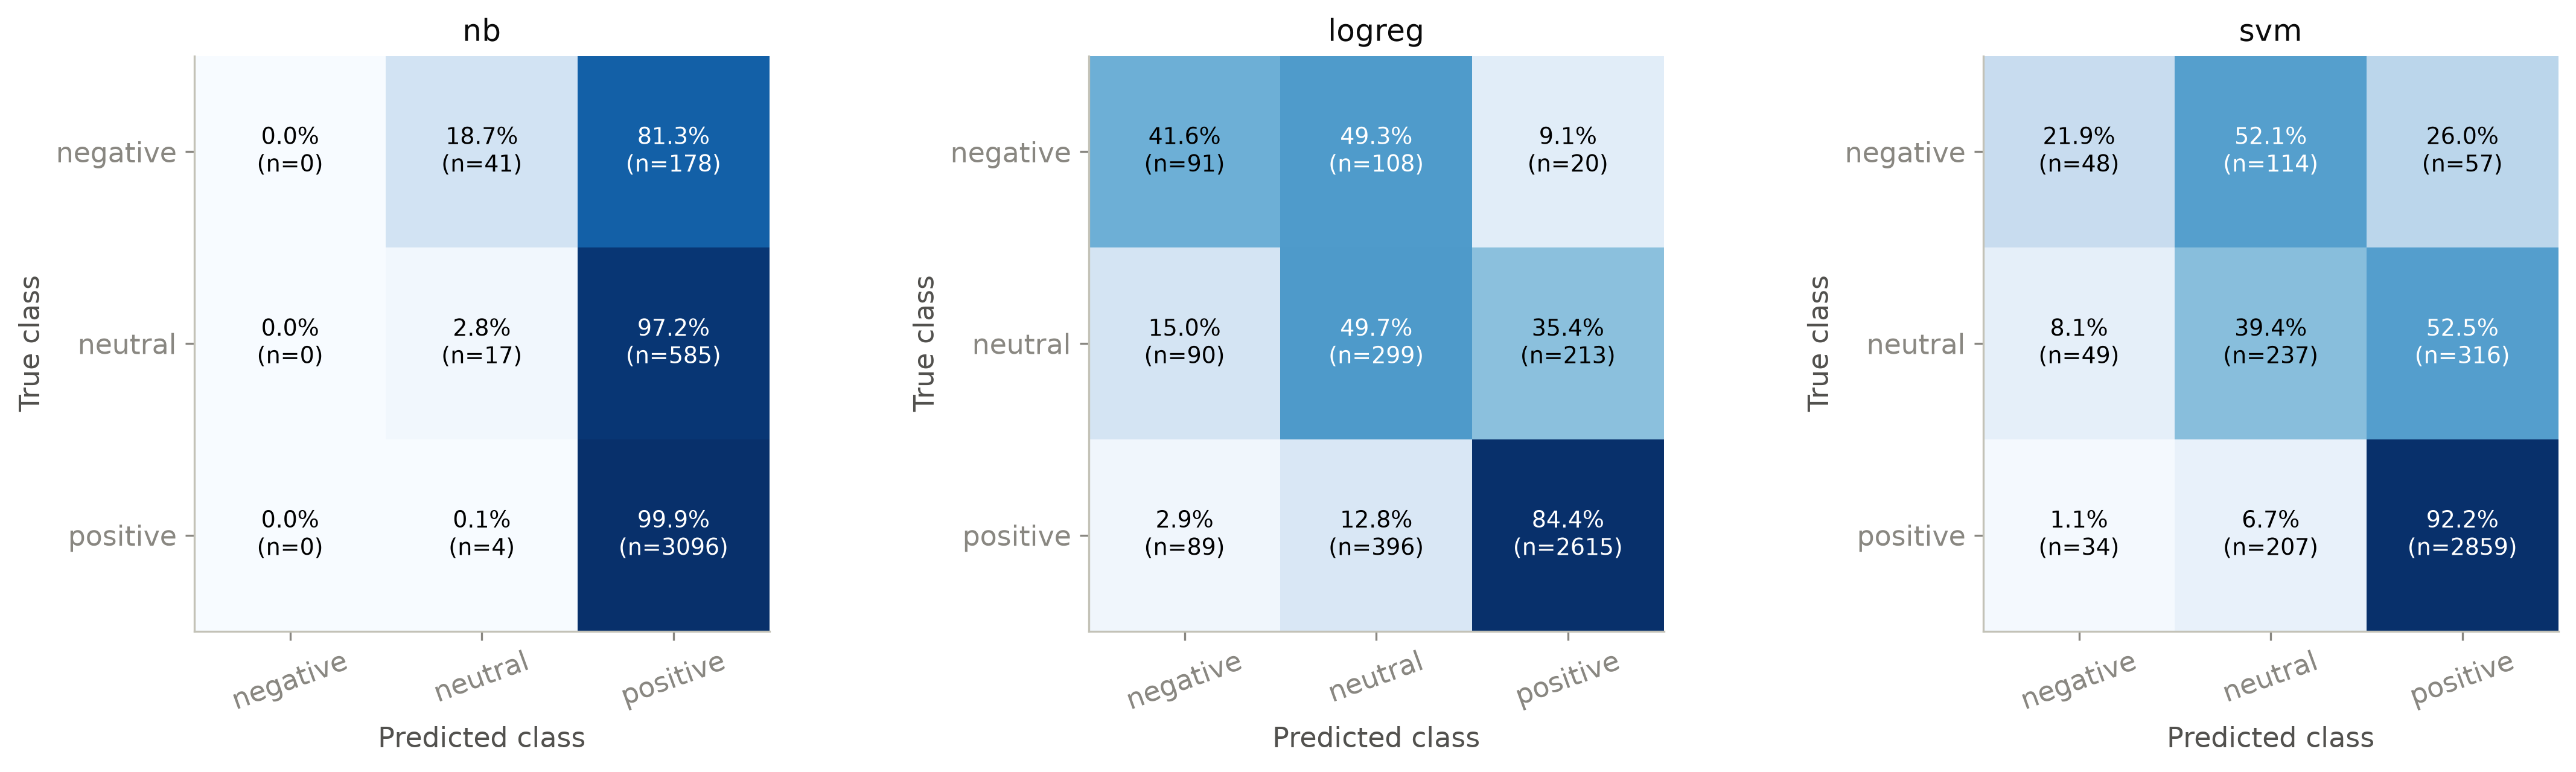 nb
True class
negative
0.0%
(n=0)
18.7%
(n=41)
81.3%
(n=178)
neutral
0.0%
(n=0)
2.8%
(n=17)
97.2%
(n=585)
positive
0.0%
(n=0)
0.1%
(n=4)
99.9%
(n=3096)
negative
neutral
positive
Predicted class
logreg
True class
negative
41.6%
(n=91)
49.3%
(n=108)
9.1%
(n=20)
neutral
15.0%
(n=90)
49.7%
(n=299)
35.4%
(n=213)
positive
2.9%
(n=89)
12.8%
(n=396)
84.4%
(n=2615)
negative
neutral
positive
Predicted class
svm
True class
negative
21.9%
(n=48)
52.1%
(n=114)
26.0%
(n=57)
neutral
8.1%
(n=49)
39.4%
(n=237)
52.5%
(n=316)
positive
1.1%
(n=34)
6.7%
(n=207)
92.2%
(n=2859)
negative
neutral
positive
Predicted class